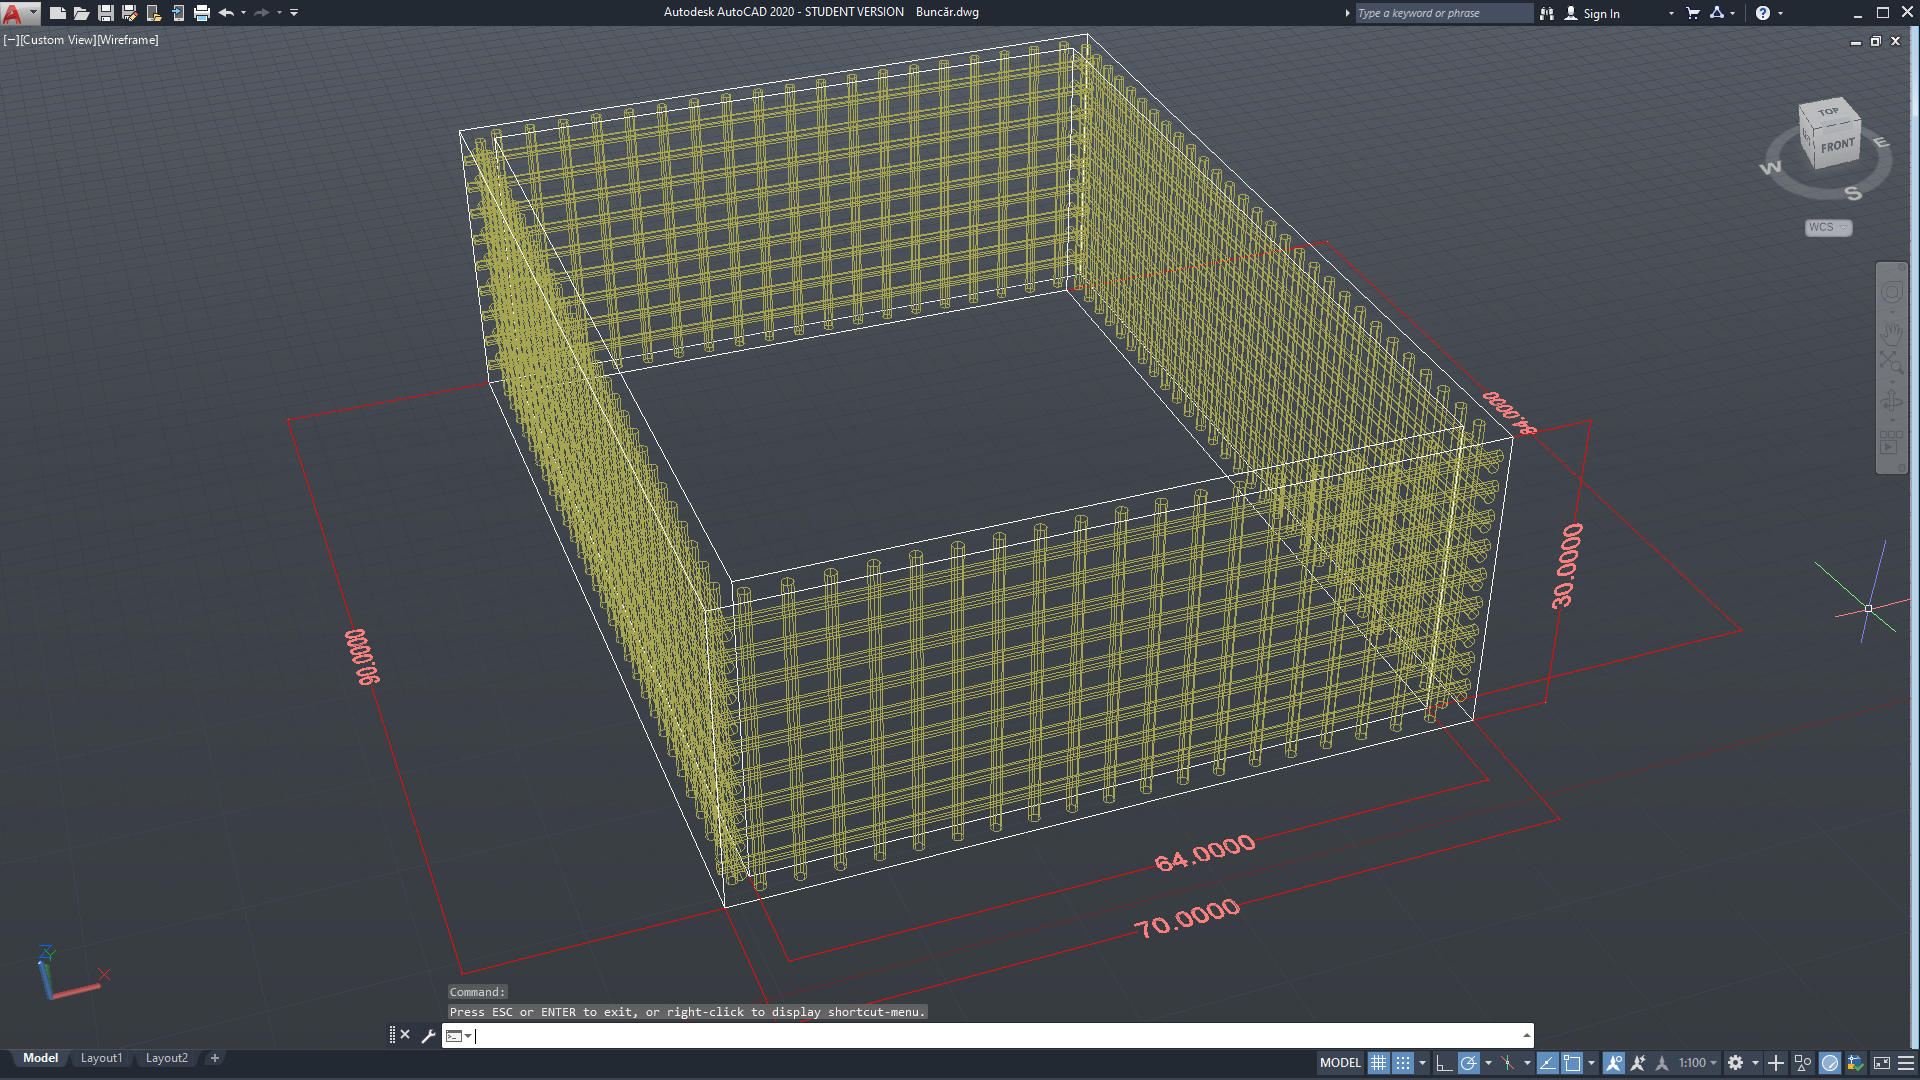 Autodesk AutoCAD 2020 - STUDENT VERSION Buncăr.dwg
Type a keyword or phrase
Sign In
[−][Custom View][Wireframe]
TOP
FRONT
W
E
S
WCS
84.0000
30.0000
90.0000
64.0000
70.0000
Z
Y
X
Command:
Press ESC or ENTER to exit, or right-click to display shortcut-menu.
Model Layout1 Layout2 +
MODEL
1:100